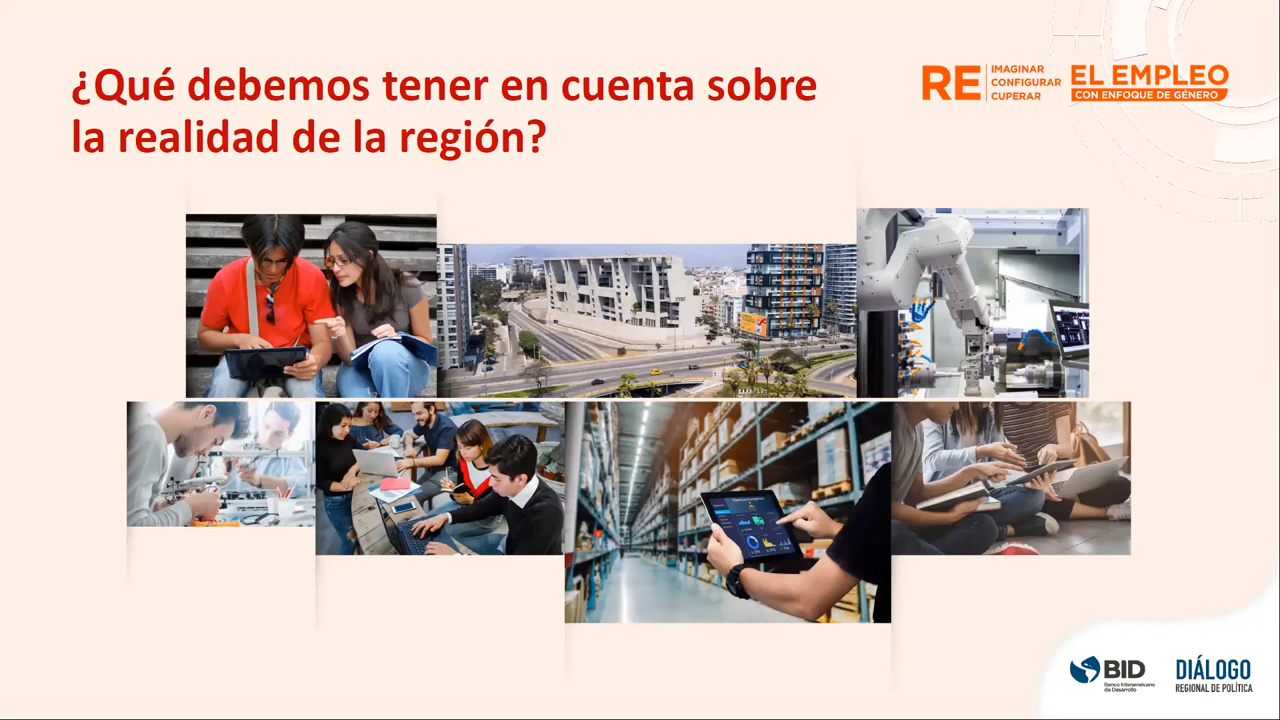 ¿Qué debemos tener en cuenta sobre
la realidad de la región?
RE IMAGINAR
CONFIGURAR
CUPERAR
EL EMPLEO
CON ENFOQUE DE GÉNERO
BID
Banco Interamericano
de Desarrollo
DIÁLOGO
REGIONAL DE POLÍTICA